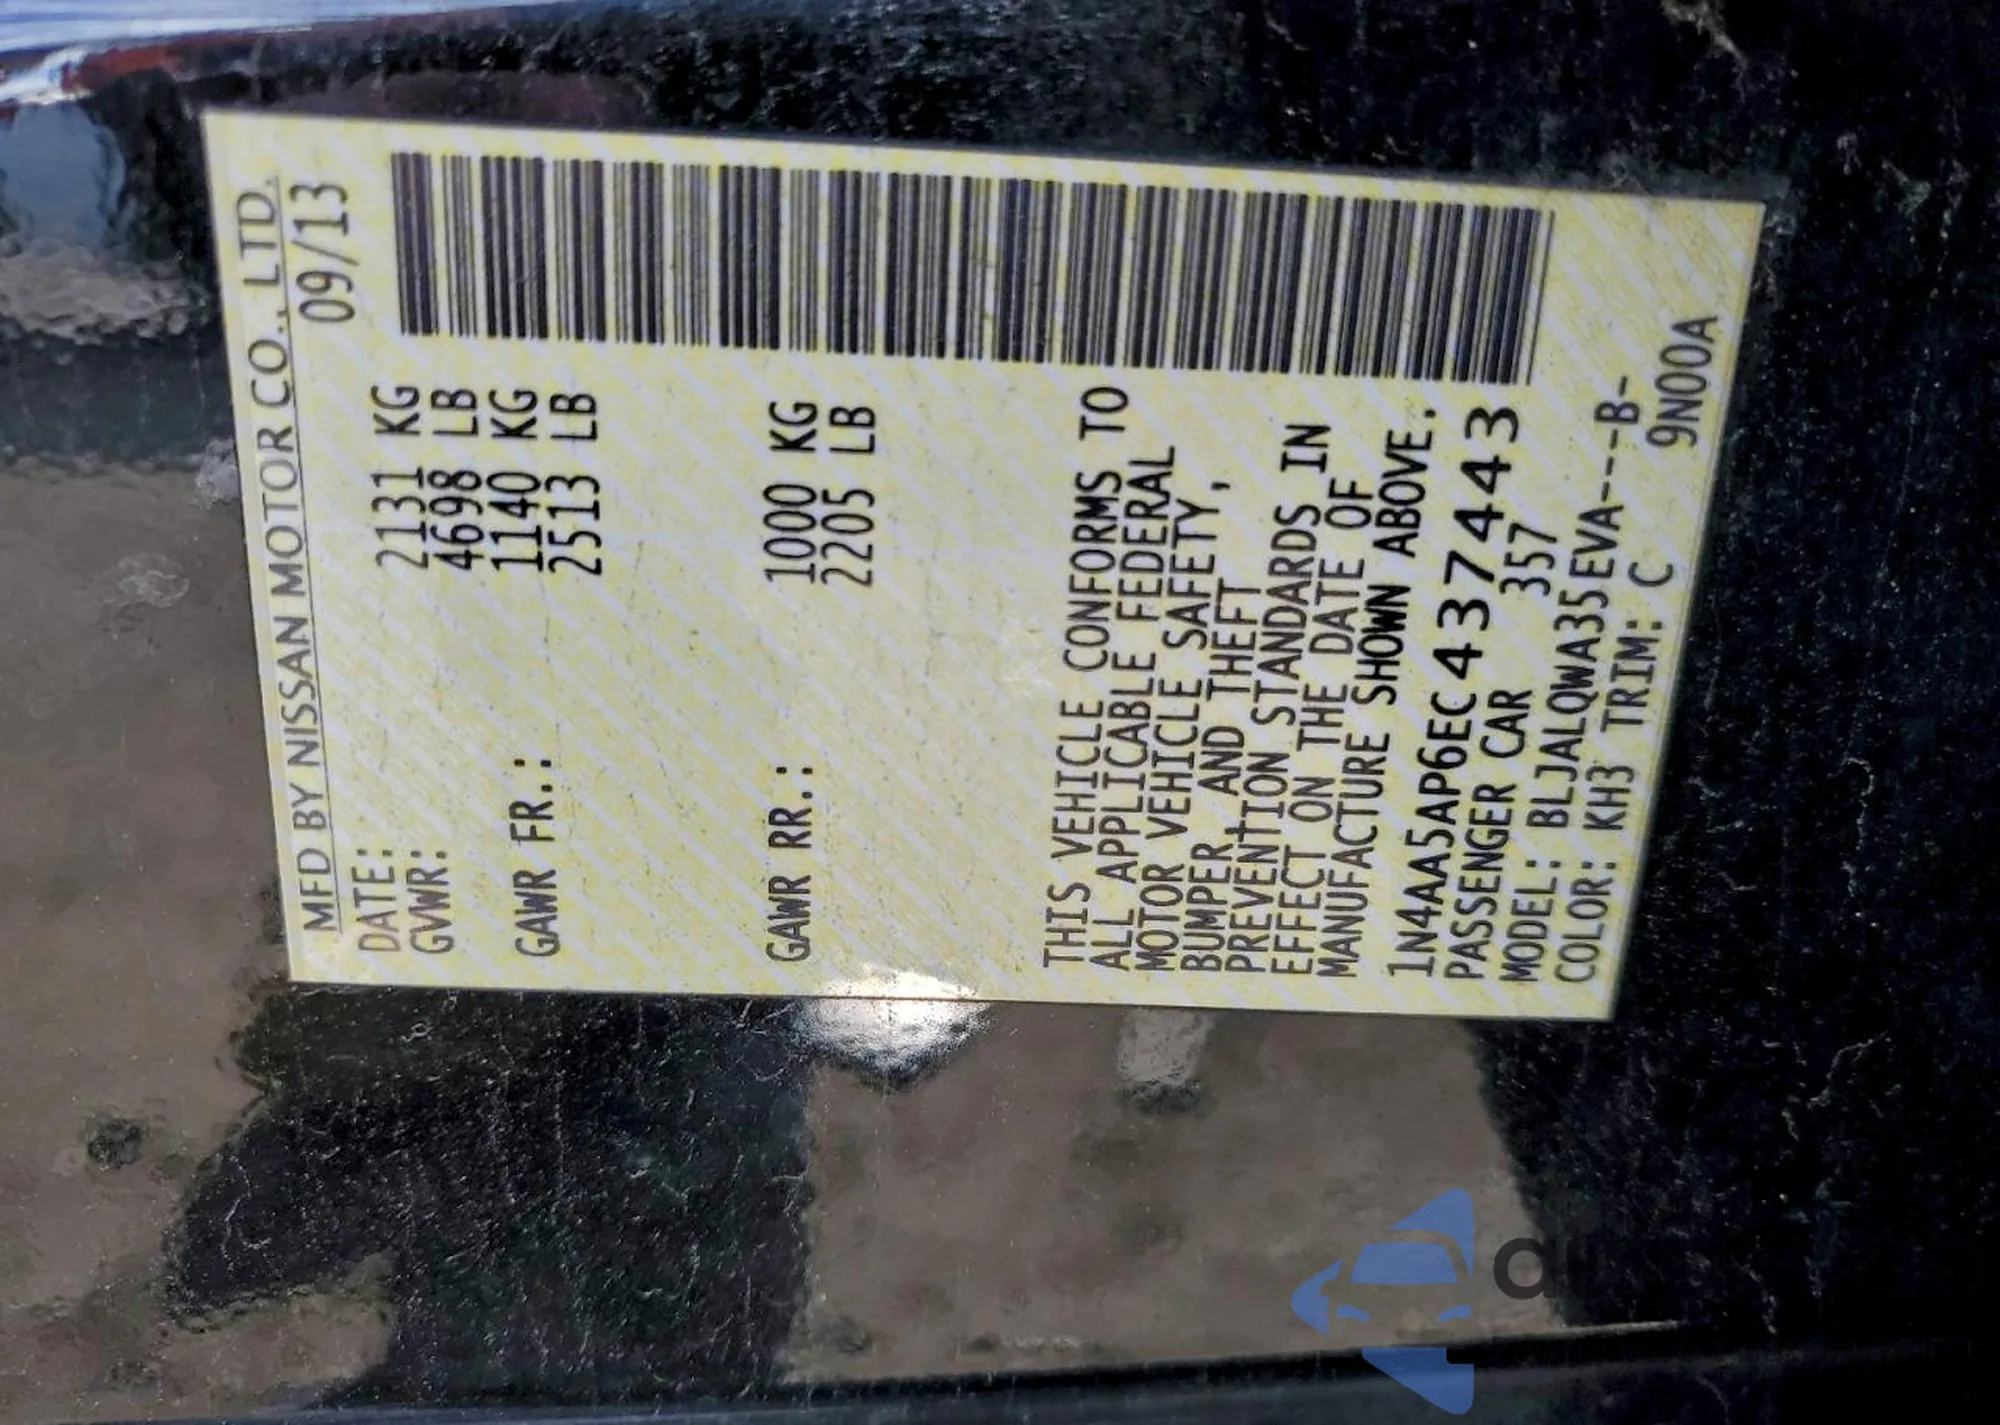 MFD BY NISSAN MOTOR CO., LTD.
DATE: 09/13
GVWR: 2131 KG
4698 LB
GAWR FR.: 1140 KG
2513 LB
GAWR RR.: 1000 KG
2205 LB
THIS VEHICLE CONFORMS TO
ALL APPLICABLE FEDERAL
MOTOR VEHICLE SAFETY,
BUMPER, AND THEFT
PREVENTION STANDARDS IN
EFFECT ON THE DATE OF
MANUFACTURE SHOWN ABOVE.
1N4AA5AP6EC437443
PASSENGER CAR 357
MODEL: BLJALQWA35EVA---B-
COLOR: KH3 TRIM: C 9N00A